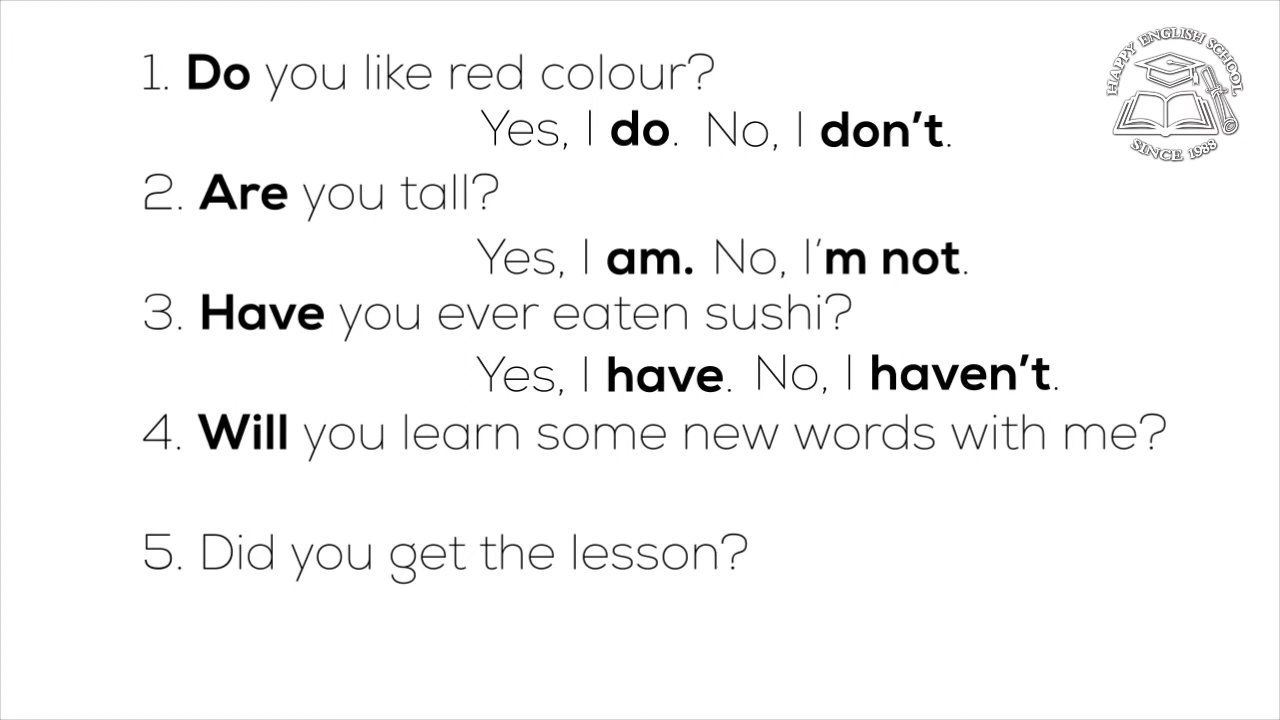 1. Do you like red colour?
Yes, I do. No, I don't.
2. Are you tall?
Yes, I am. No, I'm not.
3. Have you ever eaten sushi?
Yes, I have. No, I haven't.
4. Will you learn some new words with me?
5. Did you get the lesson?
HAPPY ENGLISH SCHOOL
SINCE 1988